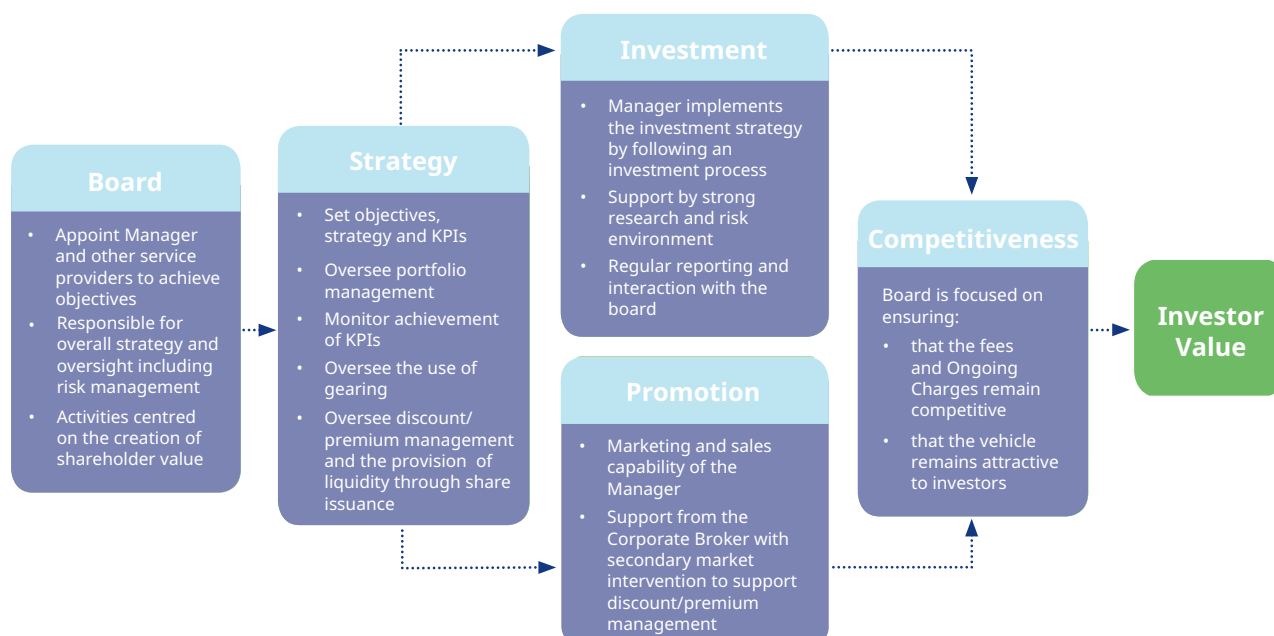 Board
• Appoint Manager
and other service
providers to achieve
objectives
• Responsible for
overall strategy and
oversight including
risk management
• Activities centred
on the creation of
shareholder value
Strategy
• Set objectives,
strategy and KPIs
• Oversee portfolio
management
• Monitor achievement
of KPIs
• Oversee the use of
gearing
• Oversee discount/
premium management
and the provision of
liquidity through share
issuance
Investment
• Manager implements
the investment strategy
by following an
investment process
• Support by strong
research and risk
environment
• Regular reporting and
interaction with the
board
Promotion
• Marketing and sales
capability of the
Manager
• Support from the
Corporate Broker with
secondary market
intervention to support
discount/premium
management
Competitiveness
Board is focused on
ensuring:
• that the fees
and Ongoing
Charges remain
competitive
• that the vehicle
remains attractive
to investors
Investor
Value